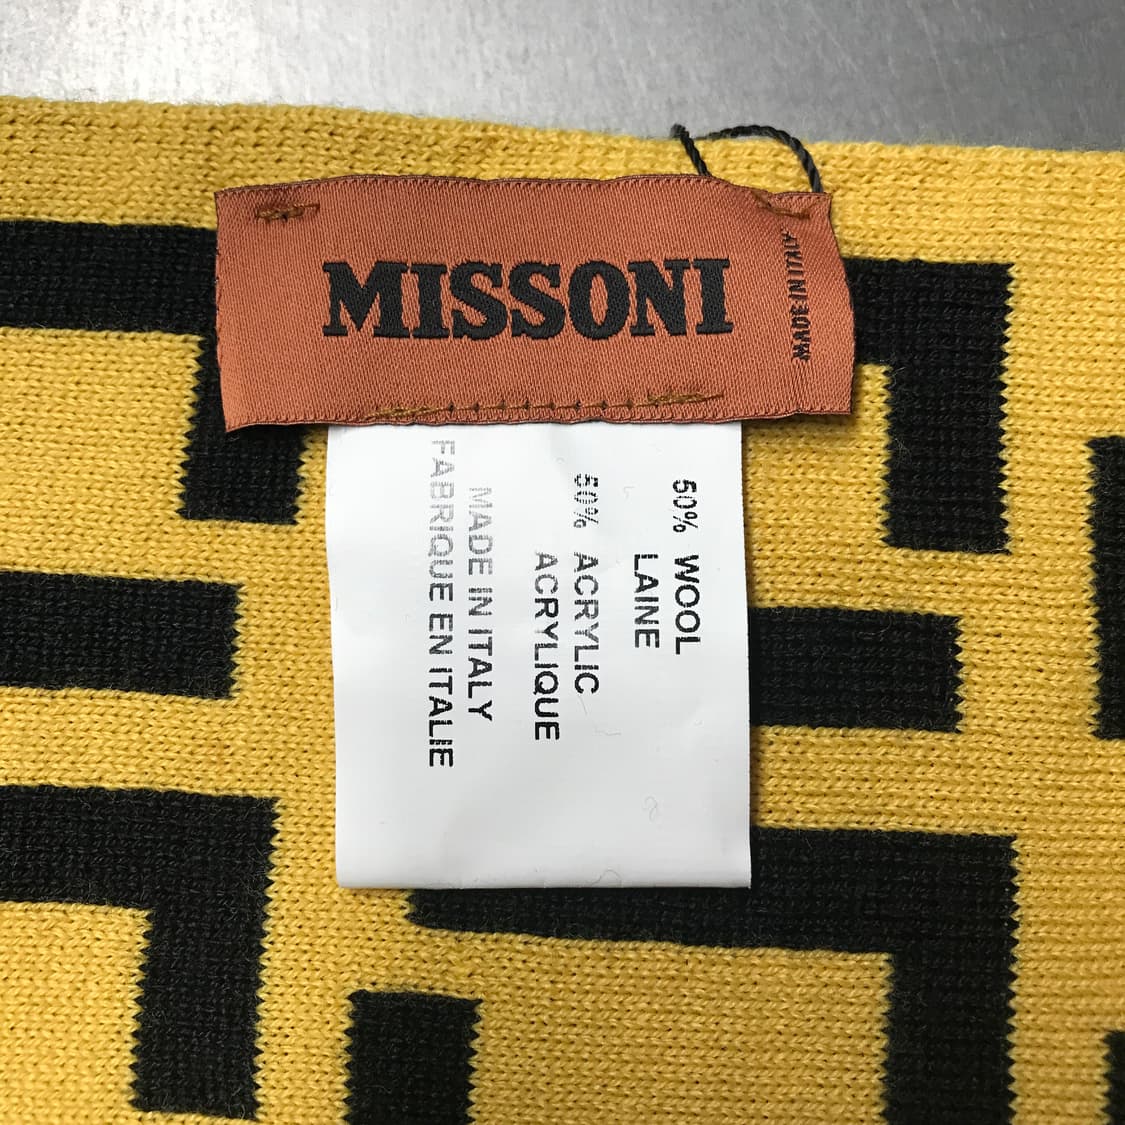 MISSONI
MADE IN ITALY
50% WOOL
LAINE
50% ACRYLIC
ACRYLIQUE
MADE IN ITALY
FABRIQUE EN ITALIE